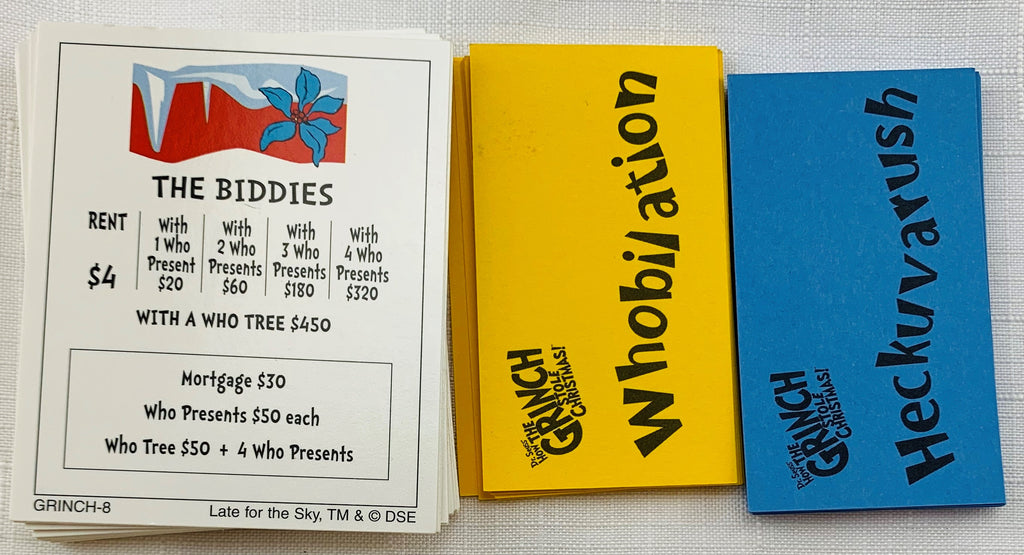 THE BIDDIES
RENT
$4
With
1 Who
Present
$20
With
2 Who
Presents
$60
With
3 Who
Presents
$180
With
4 Who
Presents
$320
WITH A WHO TREE $450
Mortgage $30
Who Presents $50 each
Who Tree $50 + 4 Who Presents
GRINCH-8
Late for the Sky, TM & © DSE
Dr. Seuss'
HOW THE
GRINCH
STOLE
CHRISTMAS!
Whobilation
Dr. Seuss'
HOW THE
GRINCH
STOLE
CHRISTMAS!
Heckuvarush